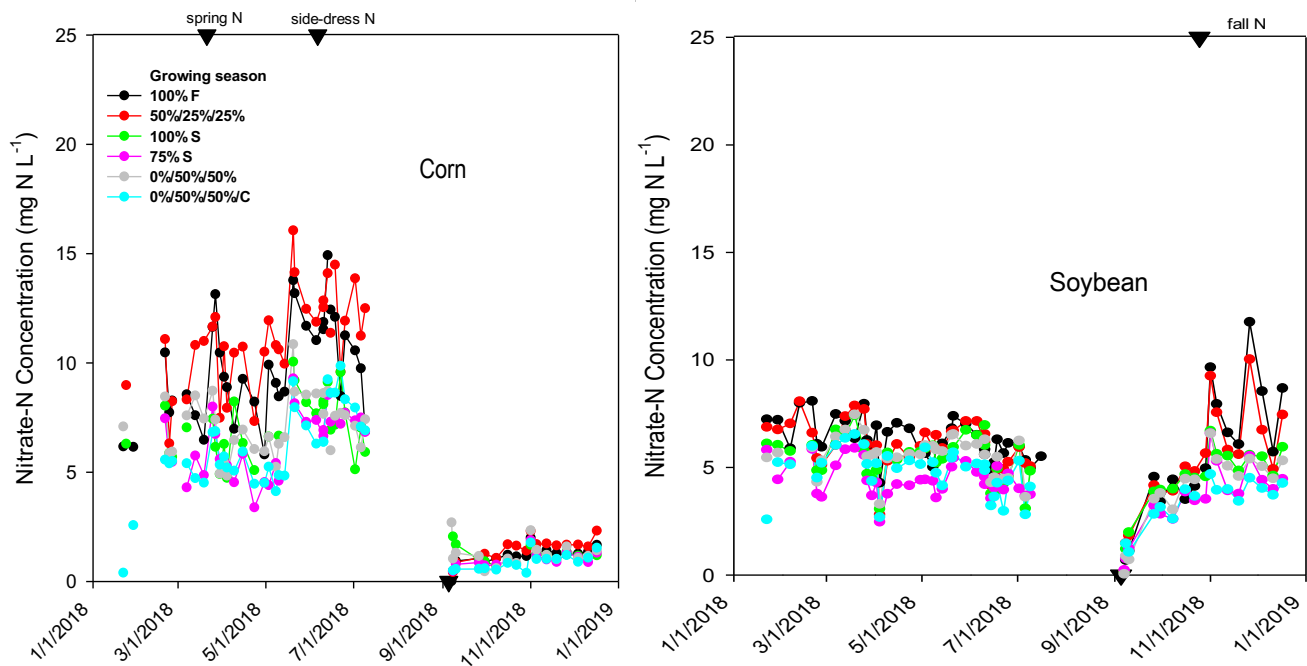 spring N
side-dress N
25
20
15
10
5
0
Nitrate-N Concentration (mg N L-1)
Growing season
100% F
50%/25%/25%
100% S
75% S
0%/50%/50%
0%/50%/50%/C
Corn
1/1/2018
3/1/2018
5/1/2018
7/1/2018
9/1/2018
11/1/2018
1/1/2019
fall N
25
20
15
10
5
0
Nitrate-N Concentration (mg N L-1)
Soybean
1/1/2018
3/1/2018
5/1/2018
7/1/2018
9/1/2018
11/1/2018
1/1/2019